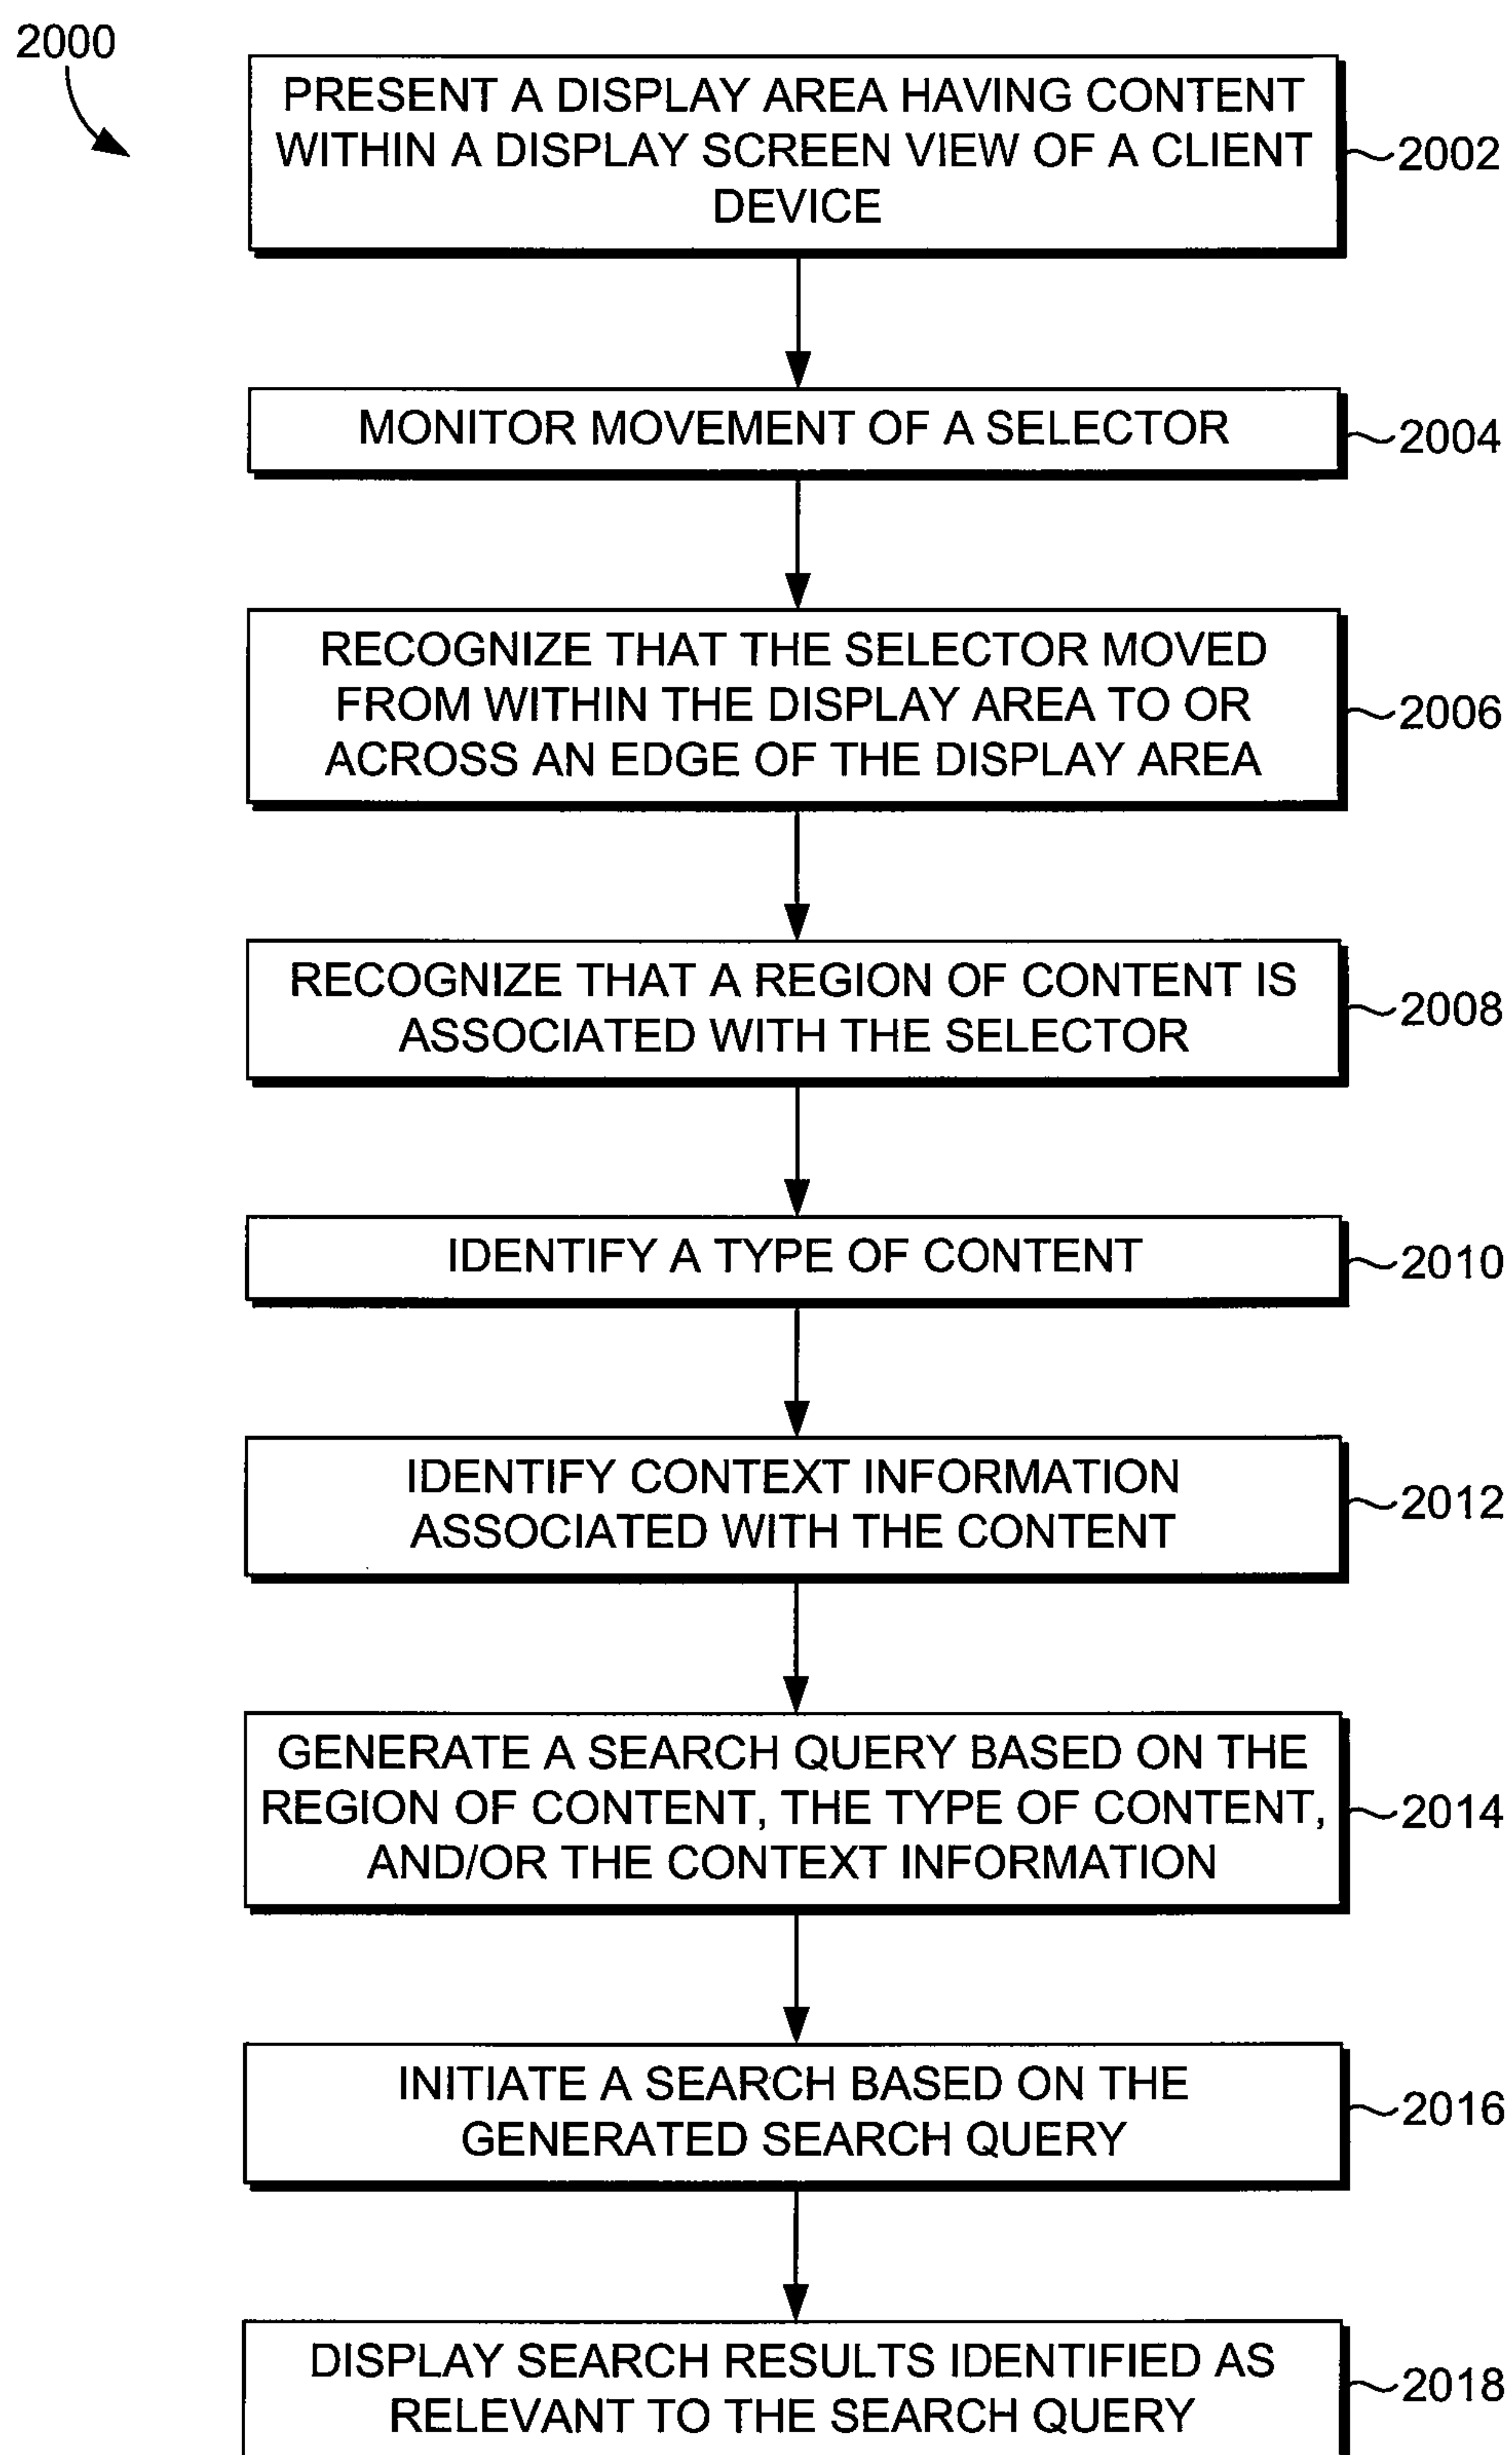 2000
PRESENT A DISPLAY AREA HAVING CONTENT
WITHIN A DISPLAY SCREEN VIEW OF A CLIENT
DEVICE
2002
MONITOR MOVEMENT OF A SELECTOR
2004
RECOGNIZE THAT THE SELECTOR MOVED
FROM WITHIN THE DISPLAY AREA TO OR
ACROSS AN EDGE OF THE DISPLAY AREA
2006
RECOGNIZE THAT A REGION OF CONTENT IS
ASSOCIATED WITH THE SELECTOR
2008
IDENTIFY A TYPE OF CONTENT
2010
IDENTIFY CONTEXT INFORMATION
ASSOCIATED WITH THE CONTENT
2012
GENERATE A SEARCH QUERY BASED ON THE
REGION OF CONTENT, THE TYPE OF CONTENT,
AND/OR THE CONTEXT INFORMATION
2014
INITIATE A SEARCH BASED ON THE
GENERATED SEARCH QUERY
2016
DISPLAY SEARCH RESULTS IDENTIFIED AS
RELEVANT TO THE SEARCH QUERY
2018